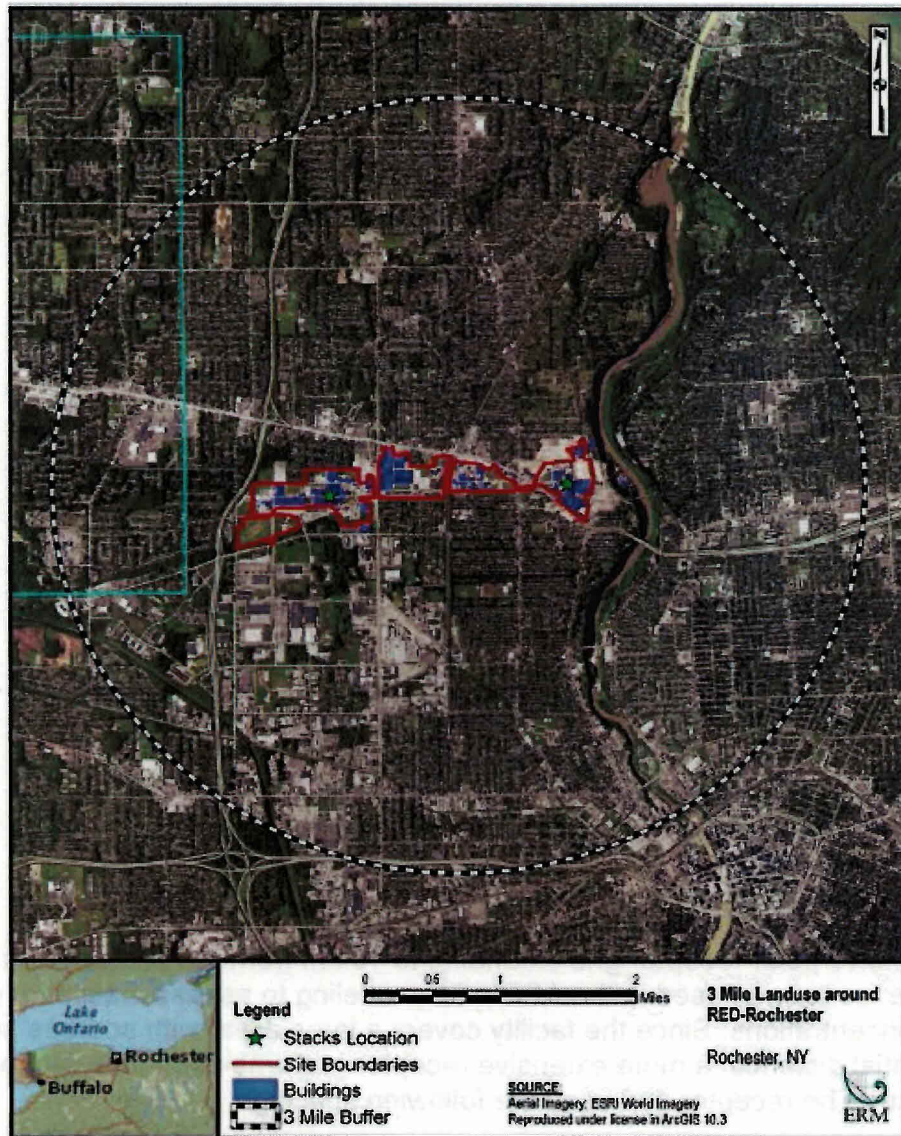 Lake
Ontario
Rochester
Buffalo
0 0.5 1 2
Miles
Legend
Stacks Location
Site Boundaries
Buildings
3 Mile Buffer
SOURCE:
Aerial Imagery: ESRI World Imagery
Reproduced under license in ArcGIS 10.3
3 Mile Landuse around
RED-Rochester
Rochester, NY
ERM